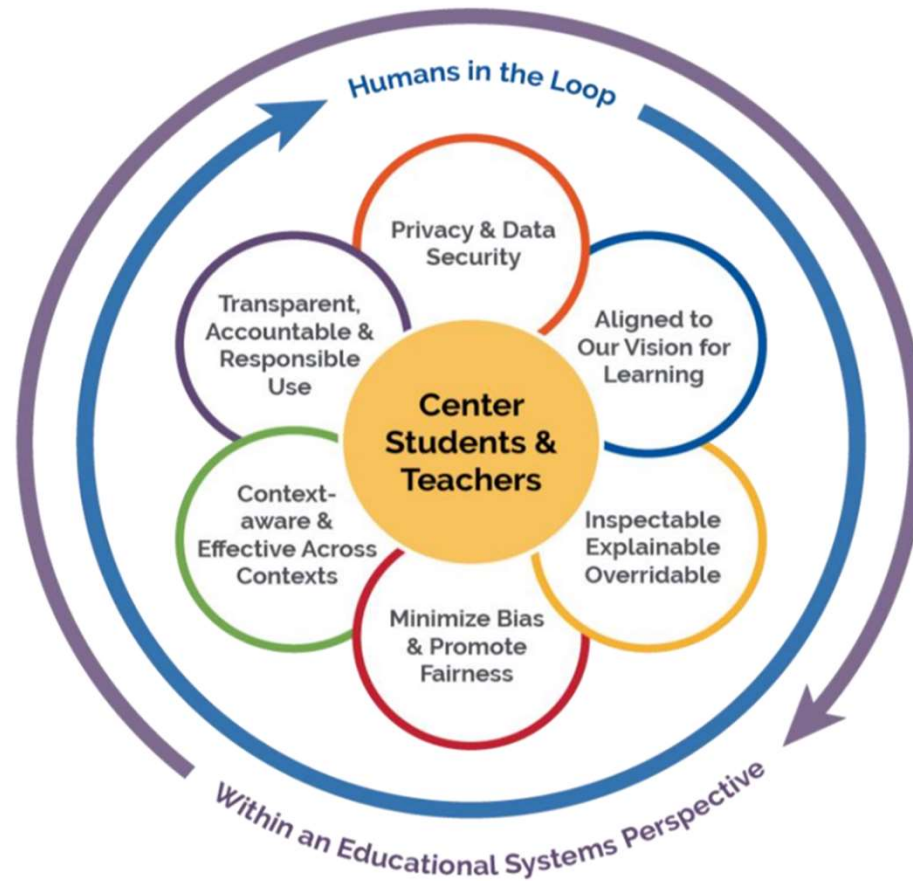 Humans in the Loop
Privacy & Data
Security
Transparent,
Accountable &
Responsible
Use
Aligned to
Our Vision for
Learning
Center
Students &
Teachers
Context-
aware &
Effective Across
Contexts
Inspectable
Explainable
Overridable
Minimize Bias
& Promote
Fairness
Within an Educational Systems Perspective